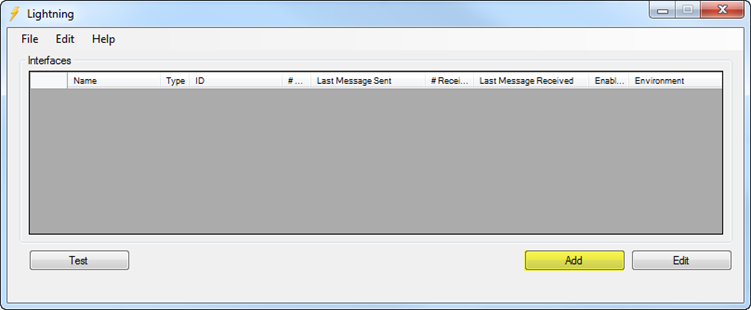 Lightning
File Edit Help
Interfaces
Name Type ID # ... Last Message Sent # Recei... Last Message Received Enabl... Environment
Test Add Edit